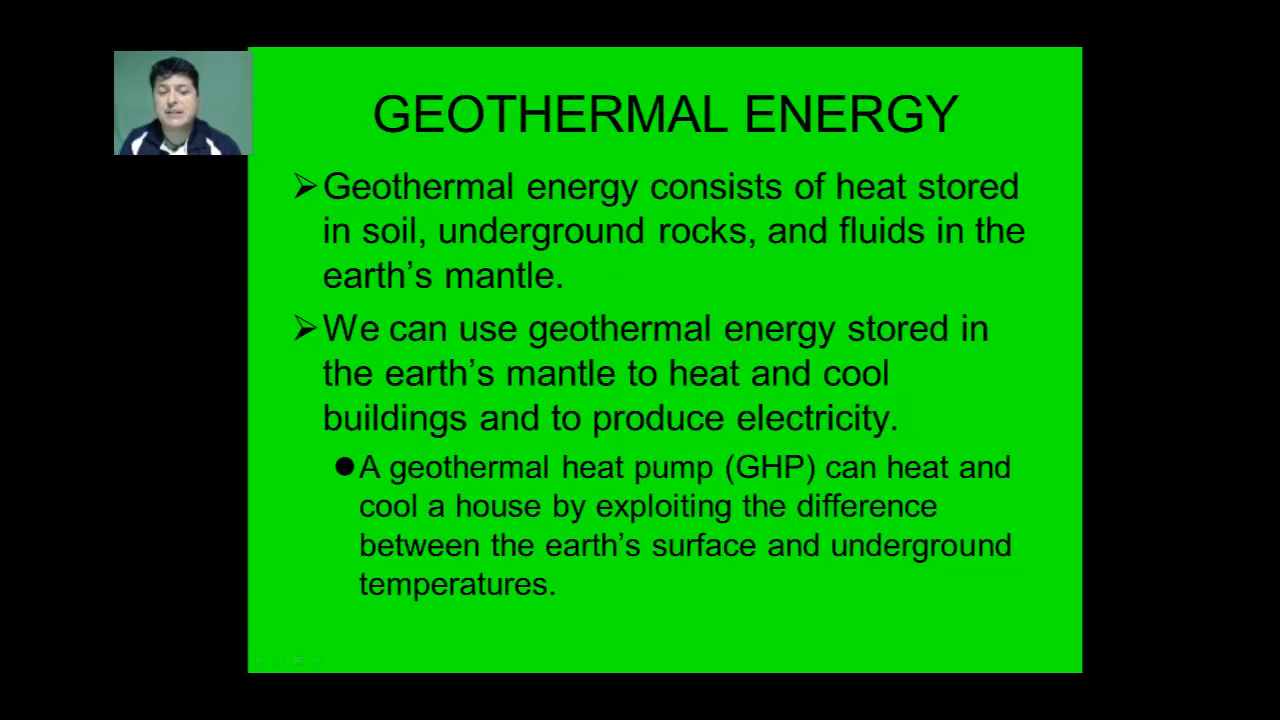 GEOTHERMAL ENERGY
➢Geothermal energy consists of heat stored
in soil, underground rocks, and fluids in the
earth’s mantle.
➢We can use geothermal energy stored in
the earth’s mantle to heat and cool
buildings and to produce electricity.
●A geothermal heat pump (GHP) can heat and
cool a house by exploiting the difference
between the earth’s surface and underground
temperatures.